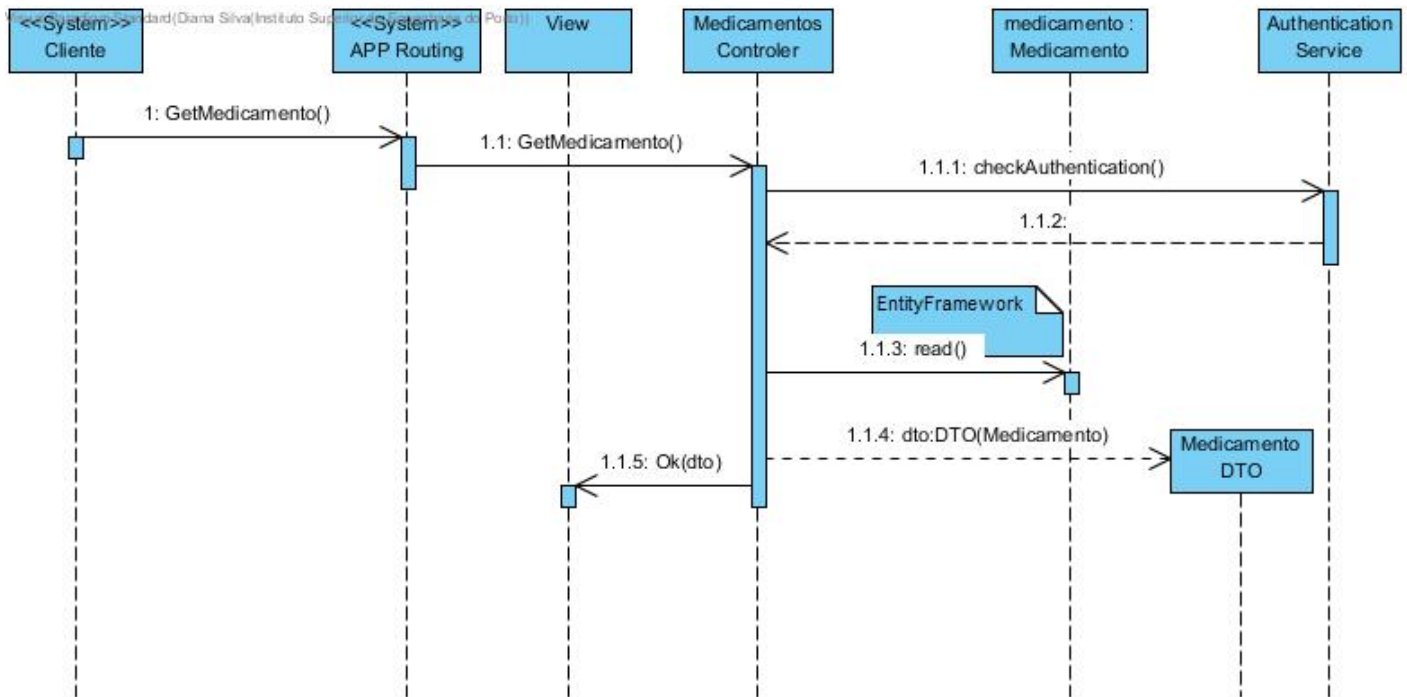 <<System>>
Cliente
<<System>>
APP Routing
View
Medicamentos
Controler
medicamento :
Medicamento
Authentication
Service
1: GetMedicamento()
1.1: GetMedicamento()
1.1.1: checkAuthentication()
1.1.2:
EntityFramework
1.1.3: read()
1.1.4: dto:DTO(Medicamento)
Medicamento
DTO
1.1.5: Ok(dto)